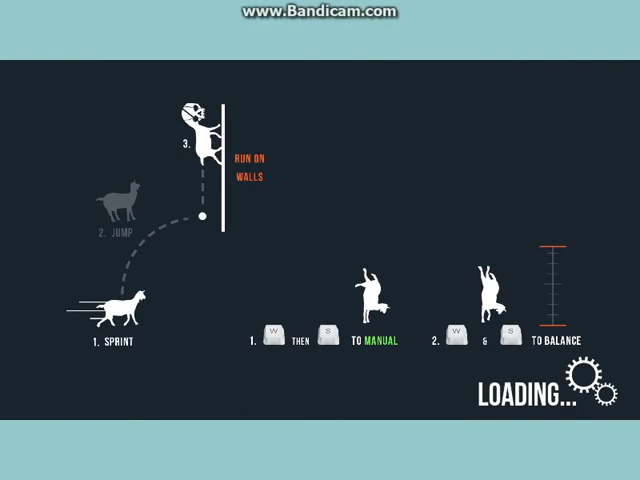 www.Bandicam.com
3.
RUN ON
WALLS
2. JUMP
1. SPRINT
1. W THEN S TO MANUAL
2. W & S TO BALANCE
LOADING...